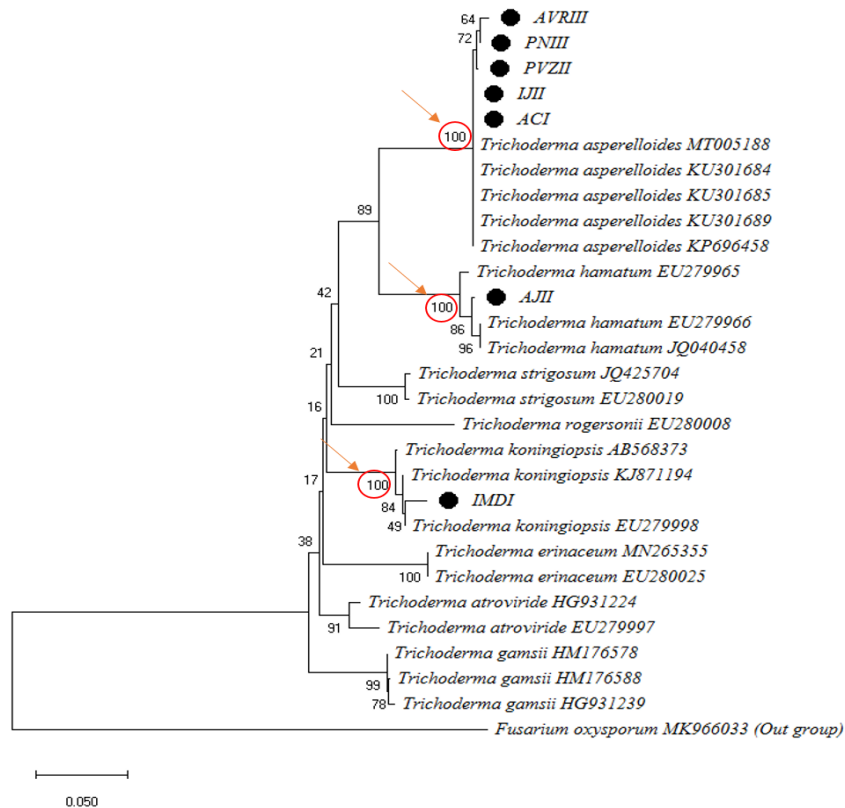 64
AVRIII
72
PNIII
PVZII
IJII
ACI
100
Trichoderma asperelloides MT005188
Trichoderma asperelloides KU301684
Trichoderma asperelloides KU301685
89
Trichoderma asperelloides KU301689
Trichoderma asperelloides KP696458
Trichoderma hamatum EU279965
42
AJII
100
Trichoderma hamatum EU279966
86
Trichoderma hamatum JQ040458
96
21
Trichoderma strigosum JQ425704
100
Trichoderma strigosum EU280019
16
Trichoderma rogersonii EU280008
Trichoderma koningiopsis AB568373
17
Trichoderma koningiopsis KJ871194
100
IMDI
84
Trichoderma koningiopsis EU279998
49
38
Trichoderma erinaceum MN265355
100
Trichoderma erinaceum EU280025
Trichoderma atroviride HG931224
91
Trichoderma atroviride EU279997
Trichoderma gamsii HM176578
99
Trichoderma gamsii HM176588
78
Trichoderma gamsii HG931239
Fusarium oxysporum MK966033 (Out group)
0.050